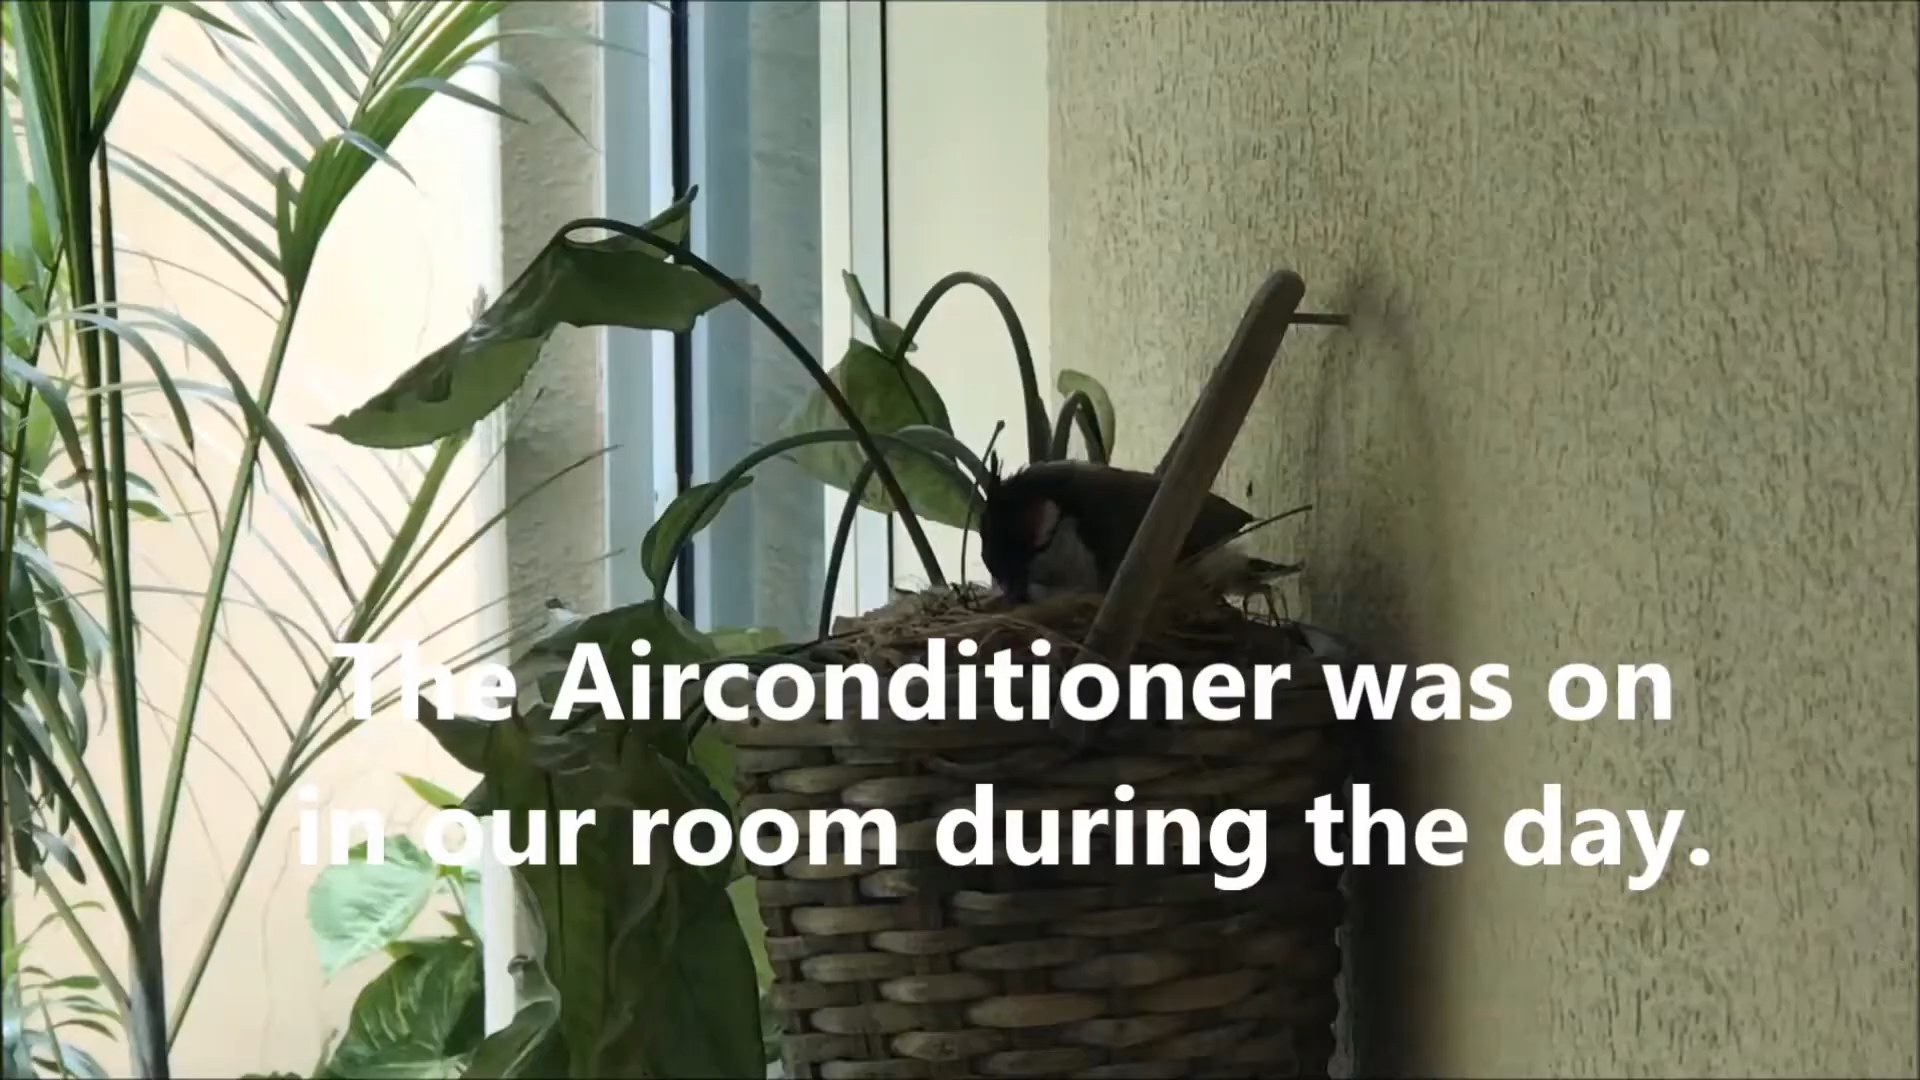 The Airconditioner was on
in our room during the day.